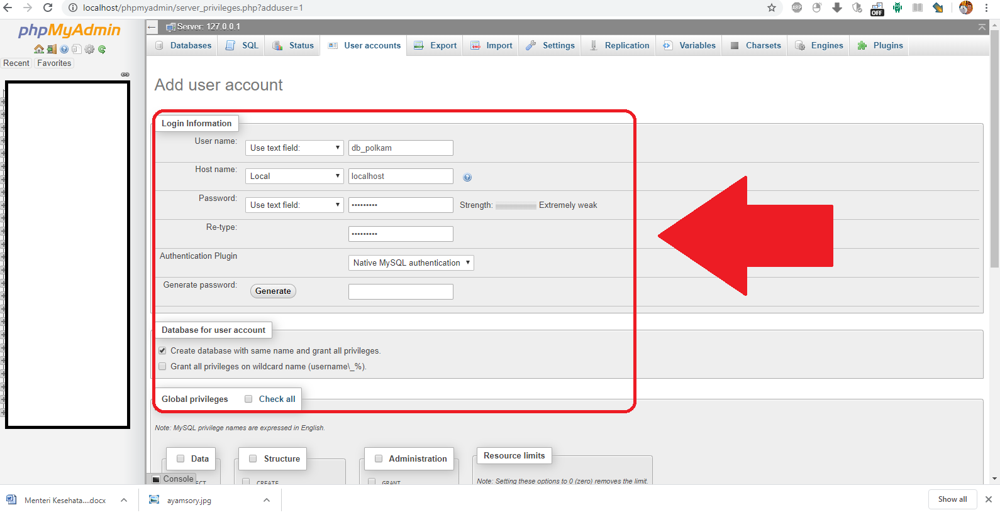 localhost/phpmyadmin/server_privileges.php?adduser=1
ABP
OFF
phpMyAdmin
Recent Favorites
Server: 127.0.0.1
Databases SQL Status User accounts Export Import Settings Replication Variables Charsets Engines Plugins
Add user account
Login Information
User name: Use text field: db_polkam
Host name: Local localhost
Password: Use text field: ••••••••• Strength: Extremely weak
Re-type: •••••••••
Authentication Plugin Native MySQL authentication
Generate password: Generate
Database for user account
Create database with same name and grant all privileges.
Grant all privileges on wildcard name (username\_%).
Global privileges Check all
Note: MySQL privilege names are expressed in English.
Data Structure Administration Resource limits
Console
ECT CREATE GRANT Note: Setting these options to 0 (zero) removes the limit.
Menteri Kesehata....docx ayamsory.jpg Show all